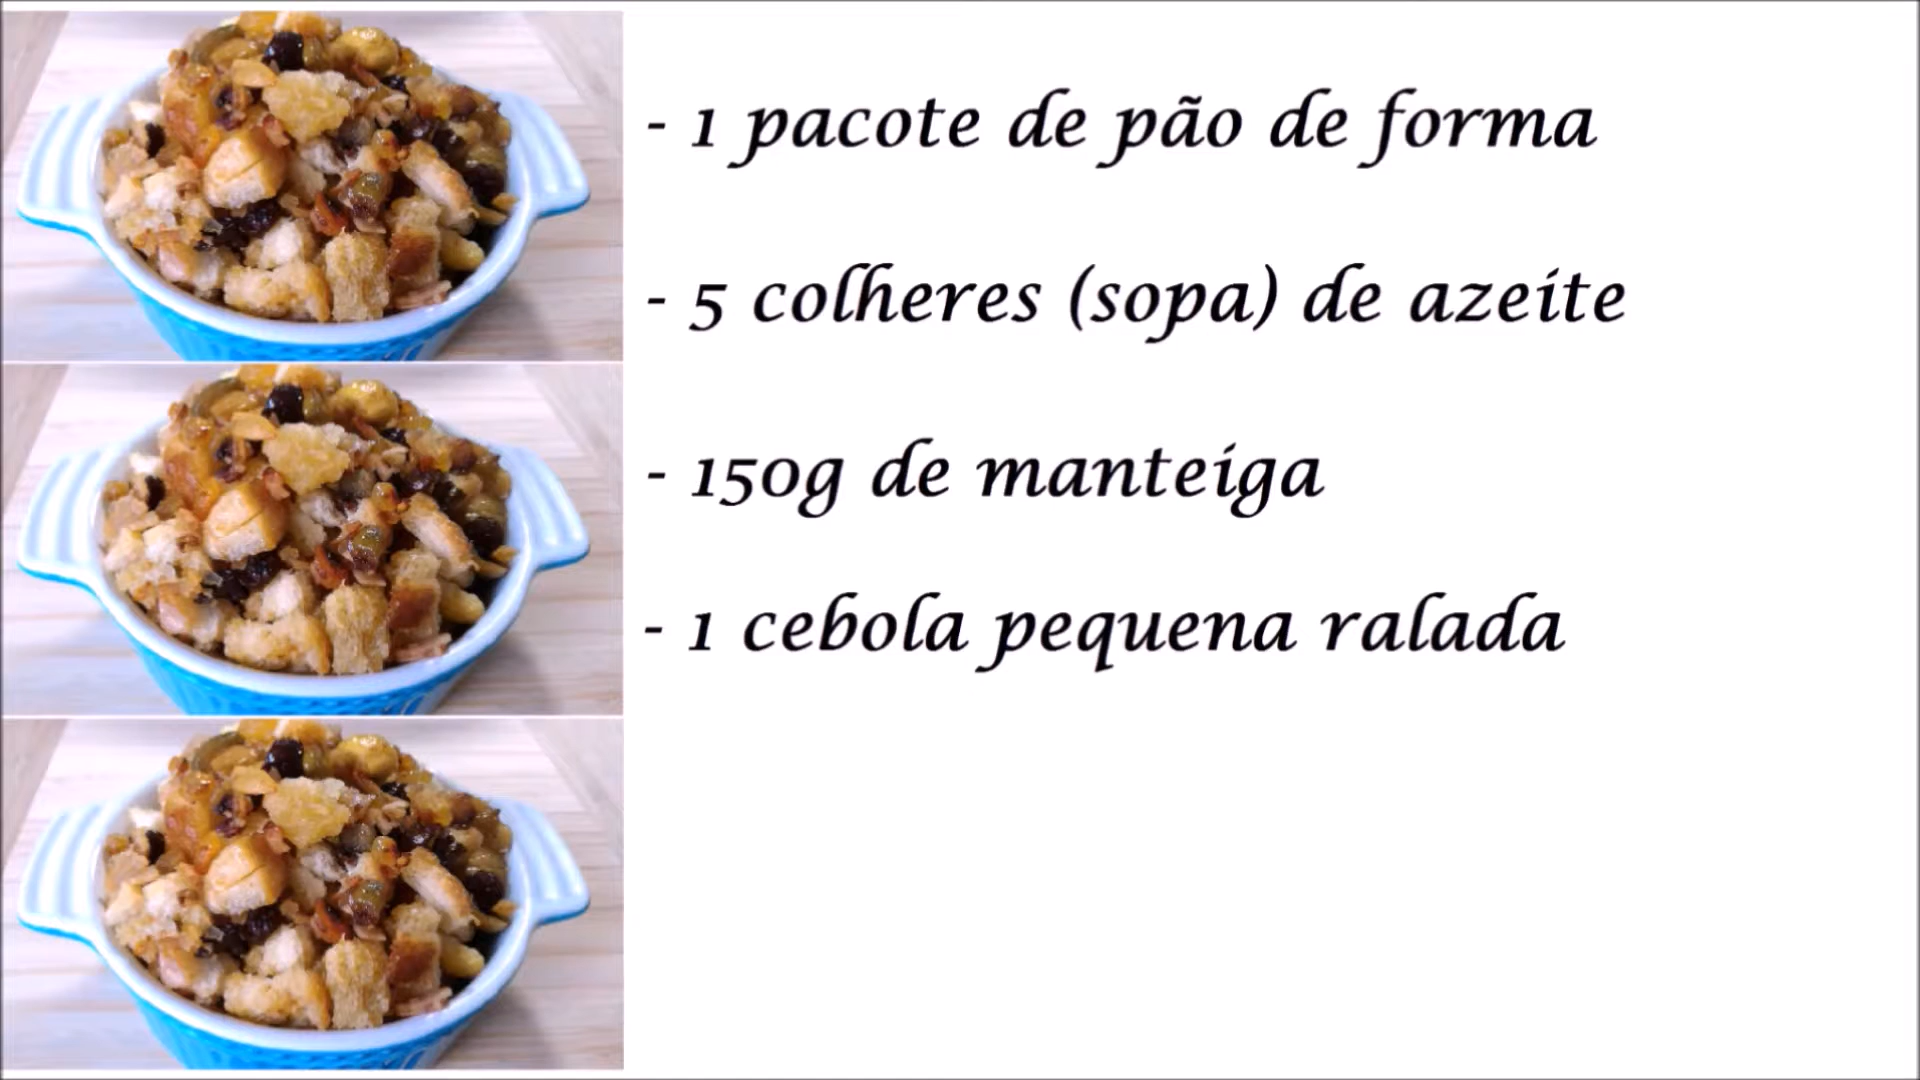 - 1 pacote de pão de forma
- 5 colheres (sopa) de azeite
- 150g de manteiga
- 1 cebola pequena ralada